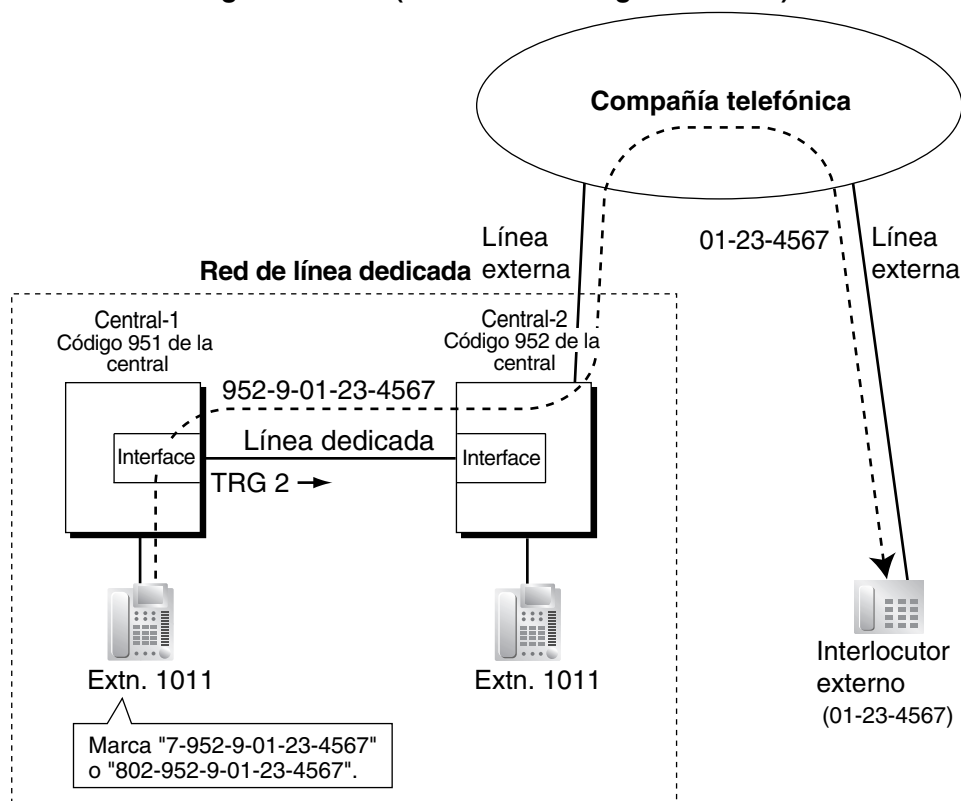 Compañía telefónica
Línea
externa
01-23-4567
Línea
externa
Red de línea dedicada
Central-1
Código 951 de la
central
Central-2
Código 952 de la
central
952-9-01-23-4567
Interface
Línea dedicada
Interface
TRG 2
Extn. 1011
Extn. 1011
Interlocutor
externo
(01-23-4567)
Marca "7-952-9-01-23-4567"
o "802-952-9-01-23-4567".